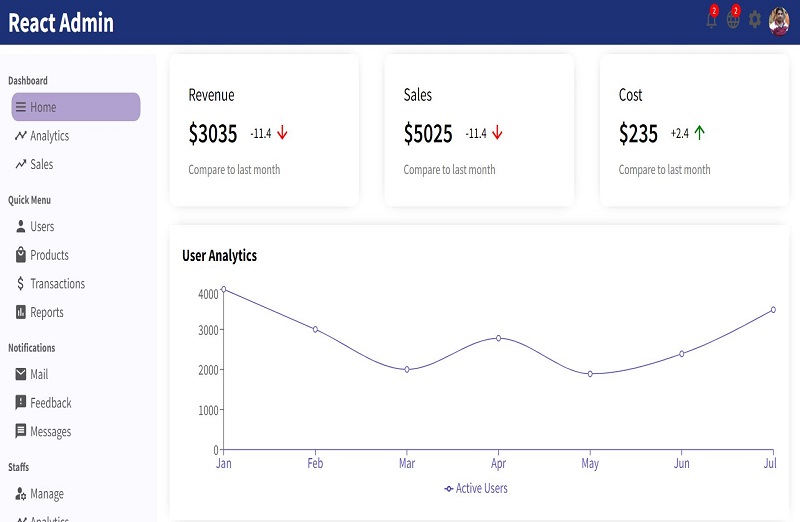 React Admin
2
2
Dashboard
Home
Analytics
Sales
Quick Menu
Users
Products
Transactions
Reports
Notifications
Mail
Feedback
Messages
Staffs
Manage
Analytics
Revenue
$3035 -11.4
Compare to last month
Sales
$5025 -11.4
Compare to last month
Cost
$235 +2.4
Compare to last month
User Analytics
4000
3000
2000
1000
0
Jan Feb Mar Apr May Jun Jul
Active Users